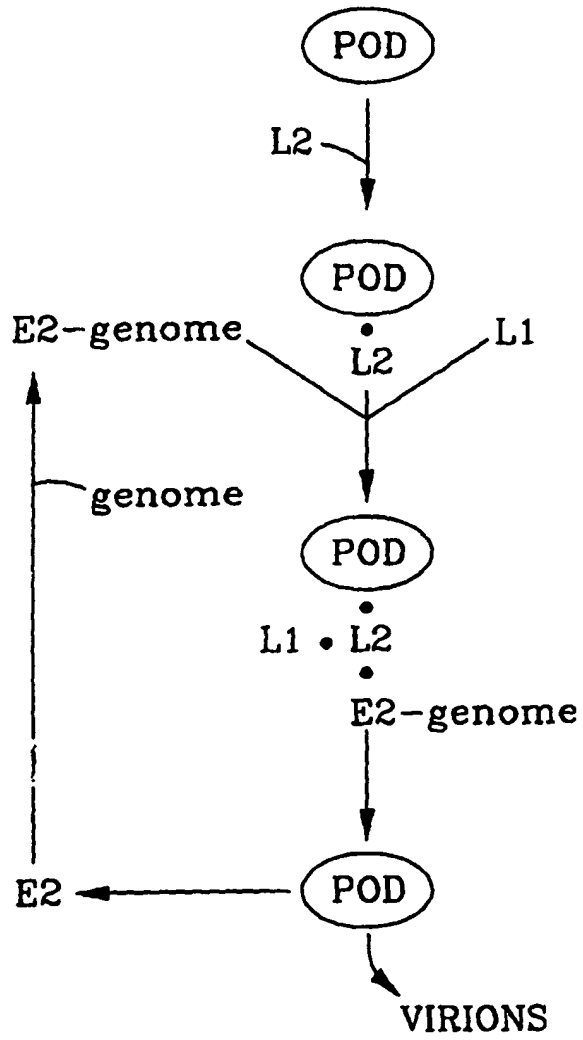 POD
L2
POD
E2-genome
L1
L2
genome
POD
L1 • L2
E2-genome
E2
POD
VIRIONS